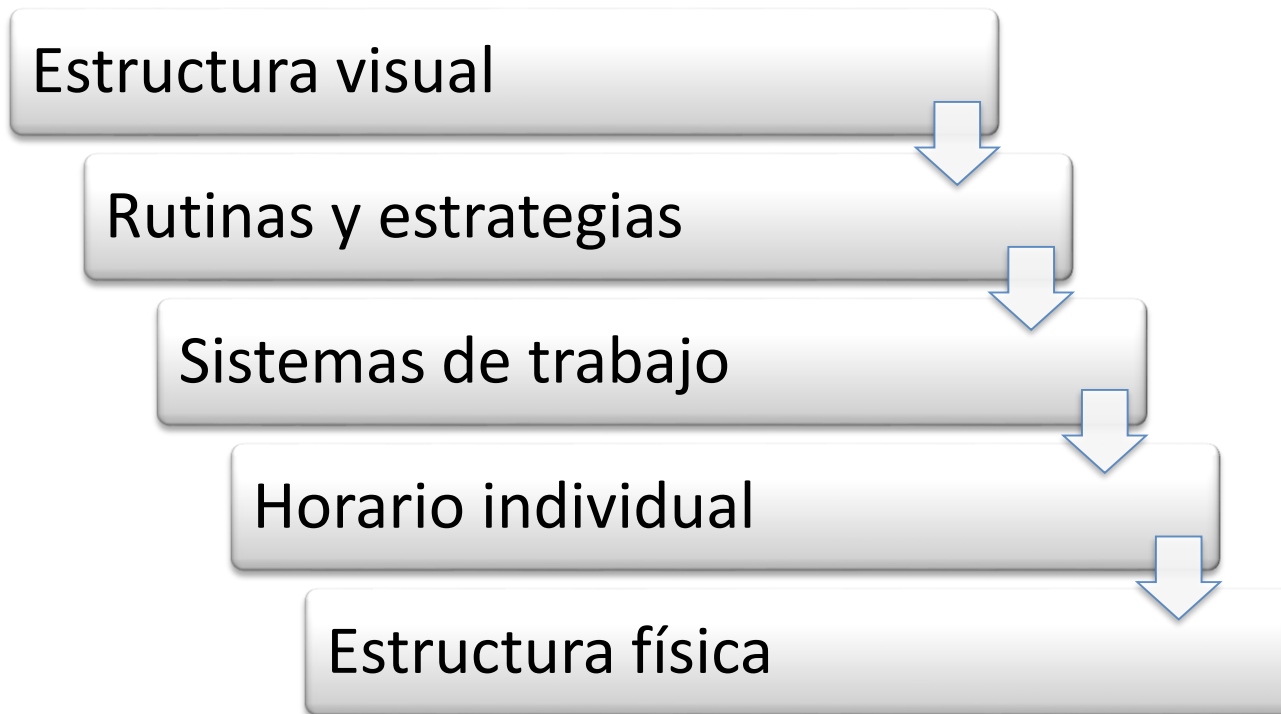 Estructura visual
Rutinas y estrategias
Sistemas de trabajo
Horario individual
Estructura física